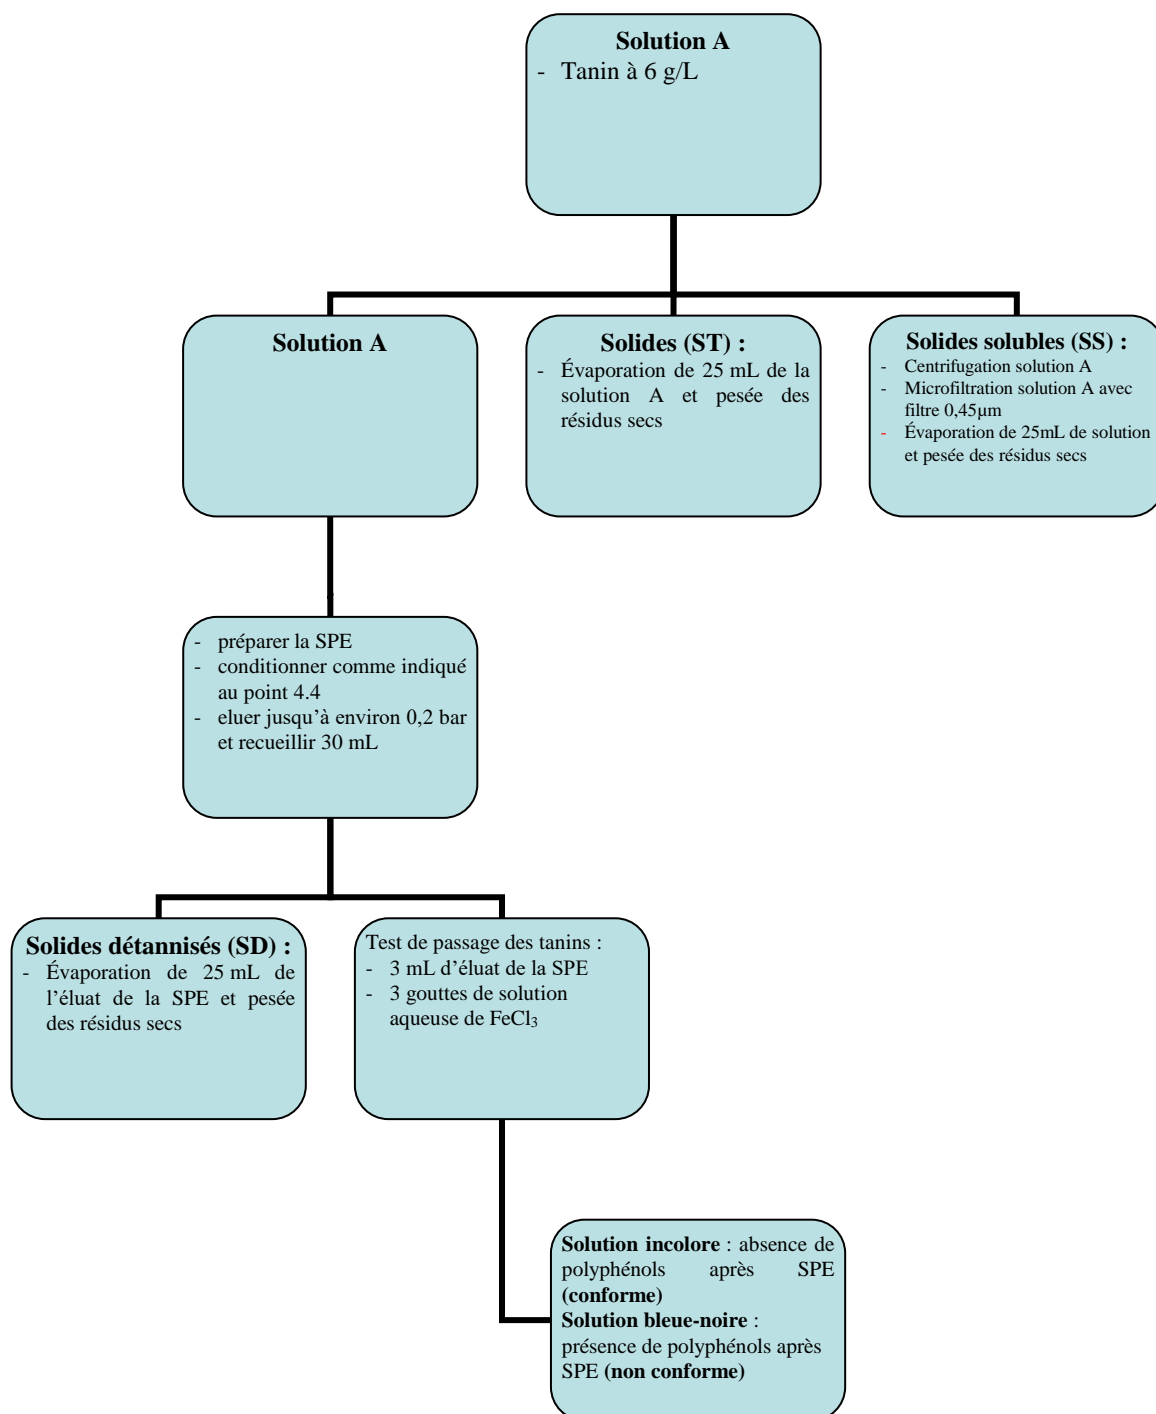 Solution A
- Tanin à 6 g/L
Solution A
Solides (ST) :
- Évaporation de 25 mL de la
solution A et pesée des
résidus secs
Solides solubles (SS) :
- Centrifugation solution A
- Microfiltration solution A avec
filtre 0,45µm
- Évaporation de 25mL de solution
et pesée des résidus secs
- préparer la SPE
- conditionner comme indiqué
au point 4.4
- eluer jusqu’à environ 0,2 bar
et recueillir 30 mL
Solides détannisés (SD) :
- Évaporation de 25 mL de
l’éluat de la SPE et pesée
des résidus secs
Test de passage des tanins :
- 3 mL d’éluat de la SPE
- 3 gouttes de solution
aqueuse de FeCl₃
Solution incolore : absence de
polyphénols après SPE
(conforme)
Solution bleue-noire :
présence de polyphénols après
SPE (non conforme)